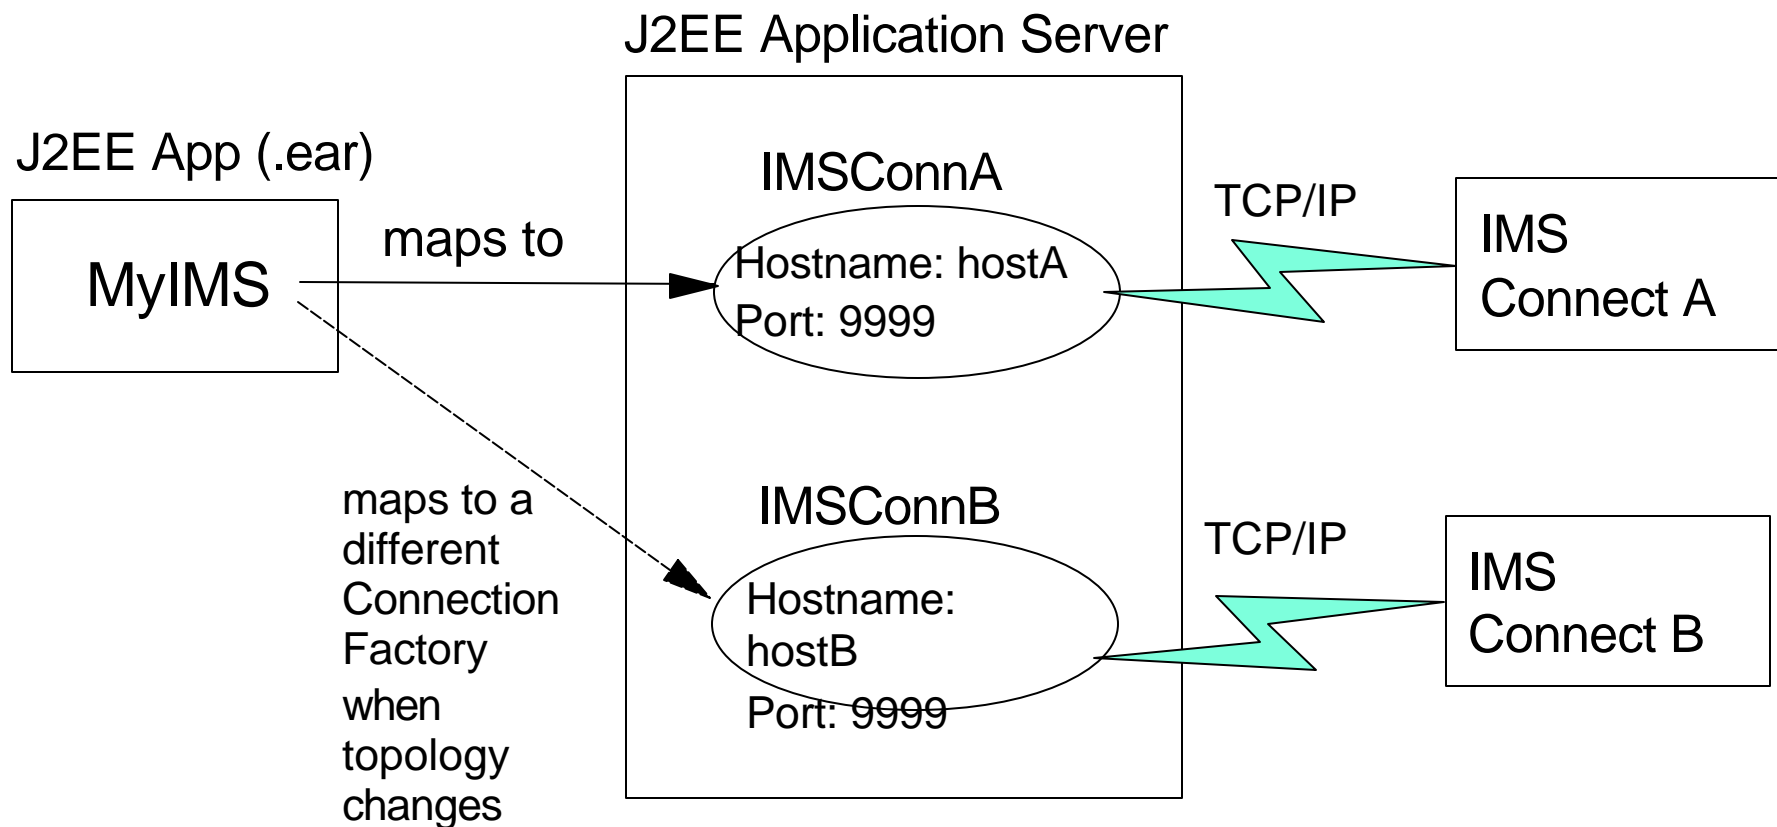 J2EE Application Server
J2EE App (.ear)
MyIMS
maps to
IMSConnA
Hostname: hostA
Port: 9999
TCP/IP
IMS
Connect A
maps to a
different
Connection
Factory
when
topology
changes
IMSConnB
Hostname:
hostB
Port: 9999
TCP/IP
IMS
Connect B